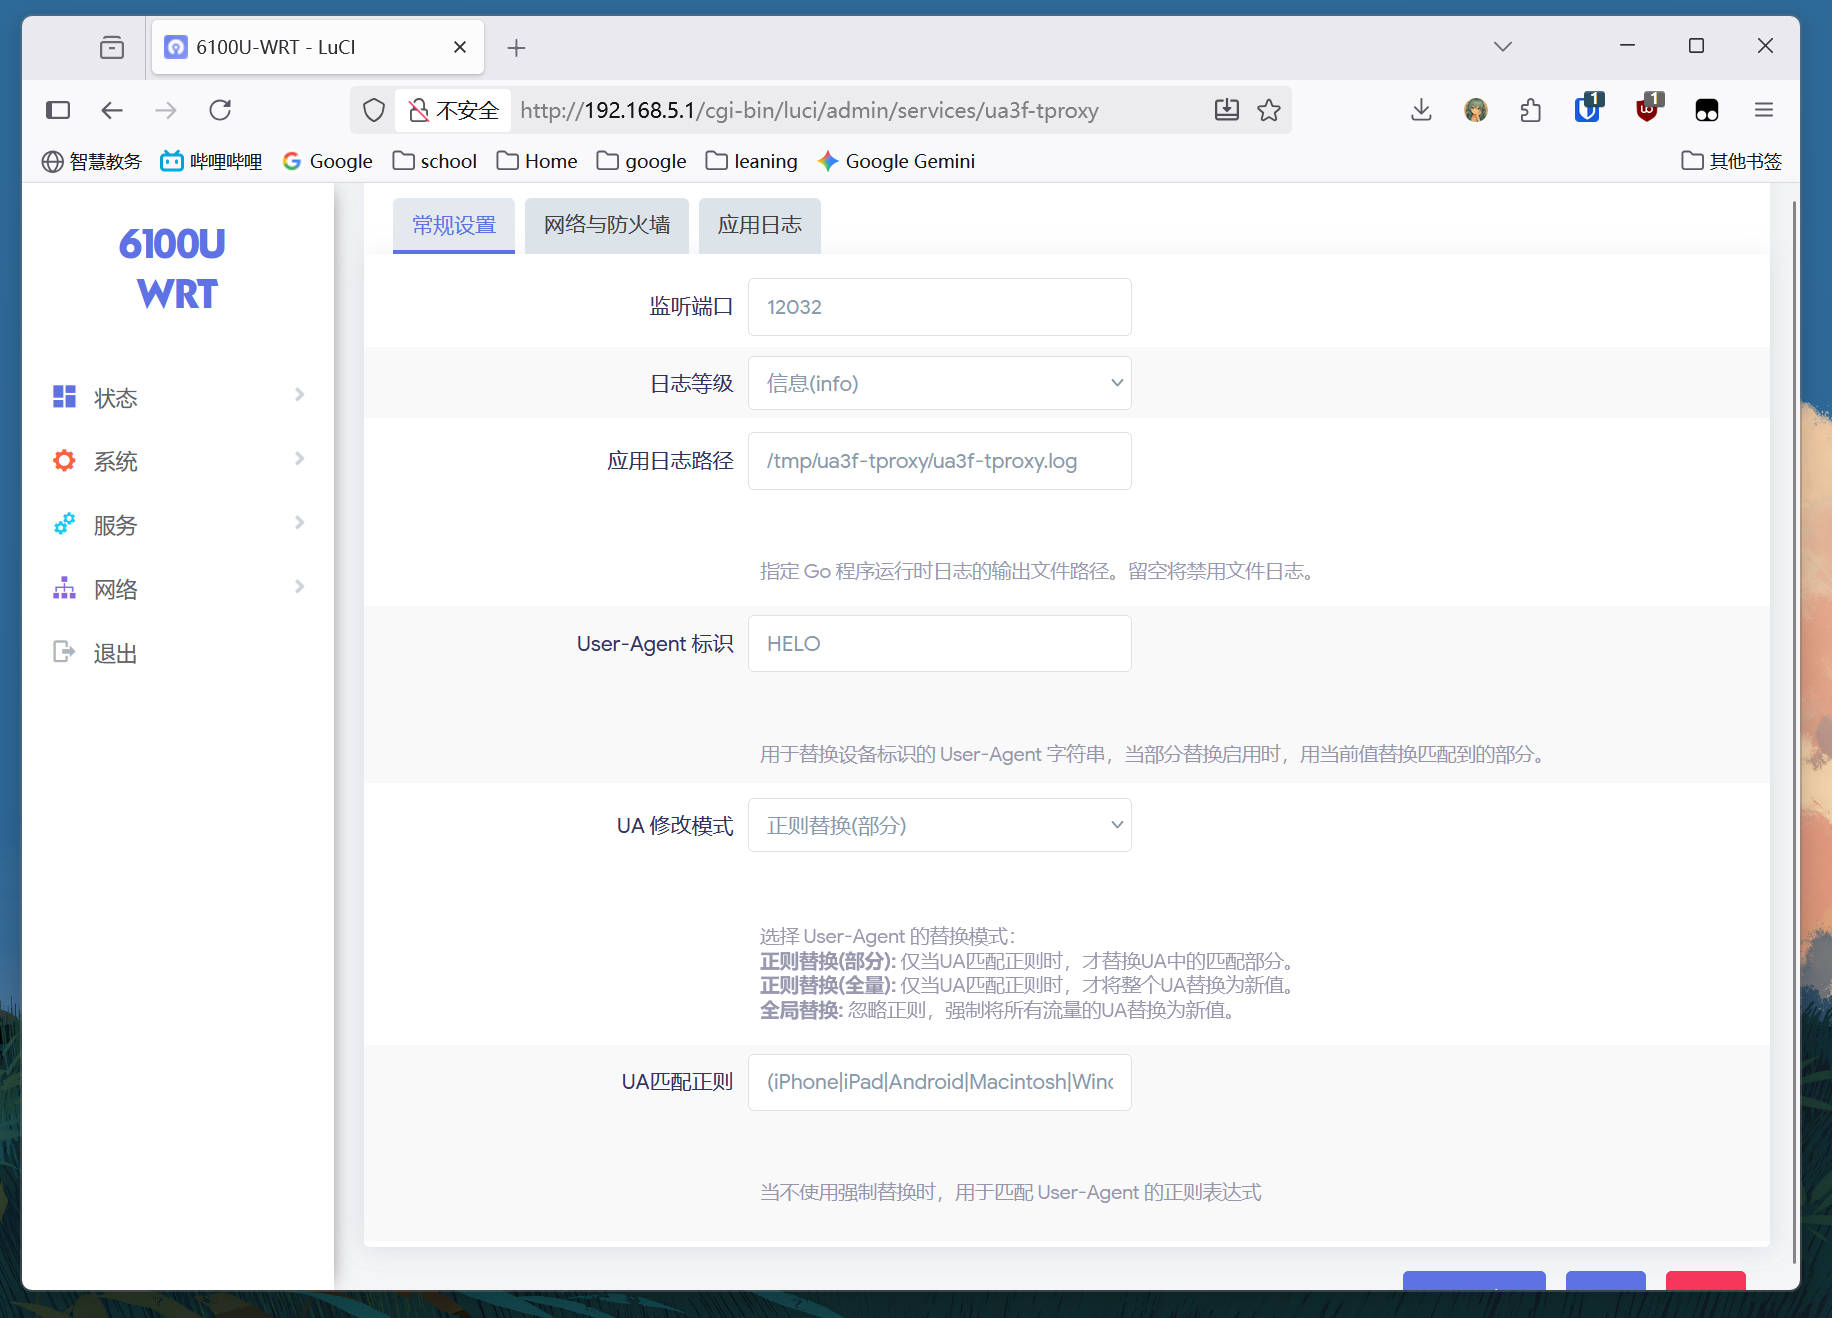 6100U-WRT - LuCI
不安全
http://192.168.5.1/cgi-bin/luci/admin/services/ua3f-tproxy
1
1
智慧教务
哔哩哔哩
Google
school
Home
google
leaning
Google Gemini
其他书签
6100U
WRT
状态
系统
服务
网络
退出
常规设置
网络与防火墙
应用日志
监听端口
12032
日志等级
信息(info)
应用日志路径
/tmp/ua3f-tproxy/ua3f-tproxy.log
指定 Go 程序运行时日志的输出文件路径。留空将禁用文件日志。
User-Agent 标识
HELO
用于替换设备标识的 User-Agent 字符串，当部分替换启用时，用当前值替换匹配到的部分。
UA 修改模式
正则替换(部分)
选择 User-Agent 的替换模式：
正则替换(部分): 仅当UA匹配正则时，才替换UA中的匹配部分。
正则替换(全量): 仅当UA匹配正则时，才将整个UA替换为新值。
全局替换: 忽略正则，强制将所有流量的UA替换为新值。
UA匹配正则
(iPhone|iPad|Android|Macintosh|Winc
当不使用强制替换时，用于匹配 User-Agent 的正则表达式